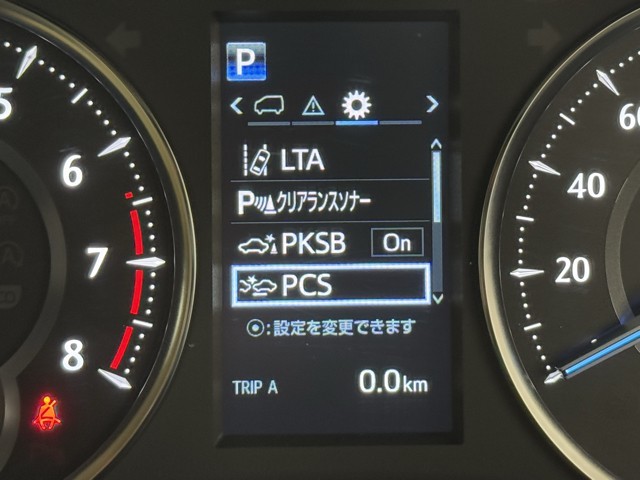 P
LTA
P クリアランスソナー
PKSB On
PCS
:設定を変更できます
TRIP A 0.0km
5
6
7
8
60
40
20